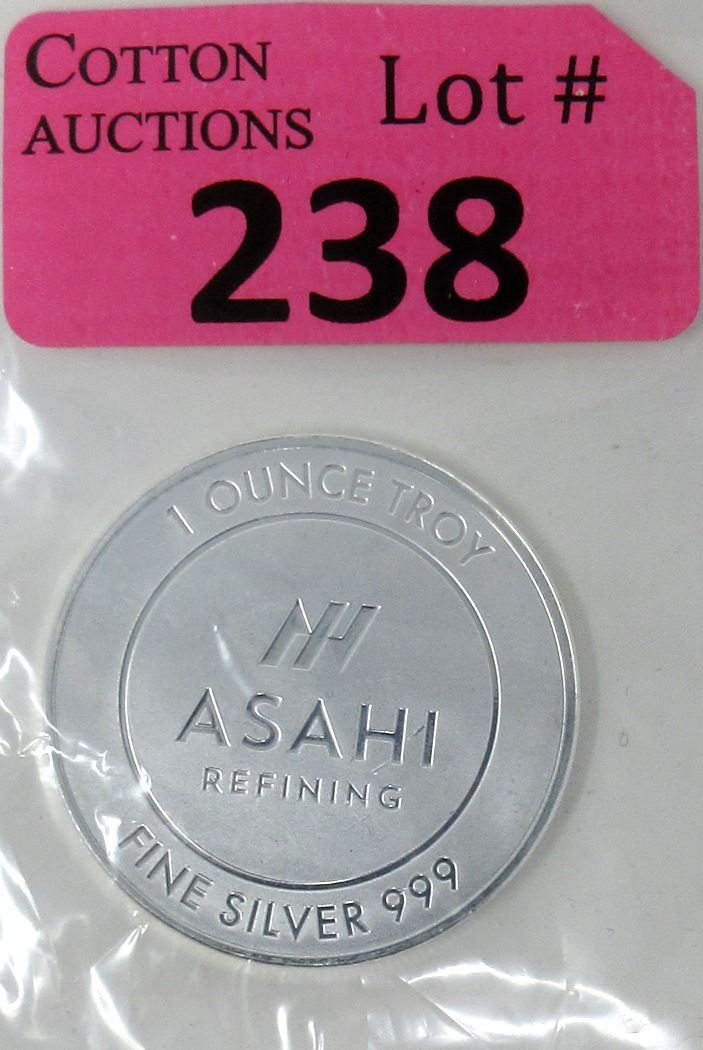 COTTON
AUCTIONS
Lot #
238
1 OUNCE TROY
ASAHI
REFINING
FINE SILVER 999